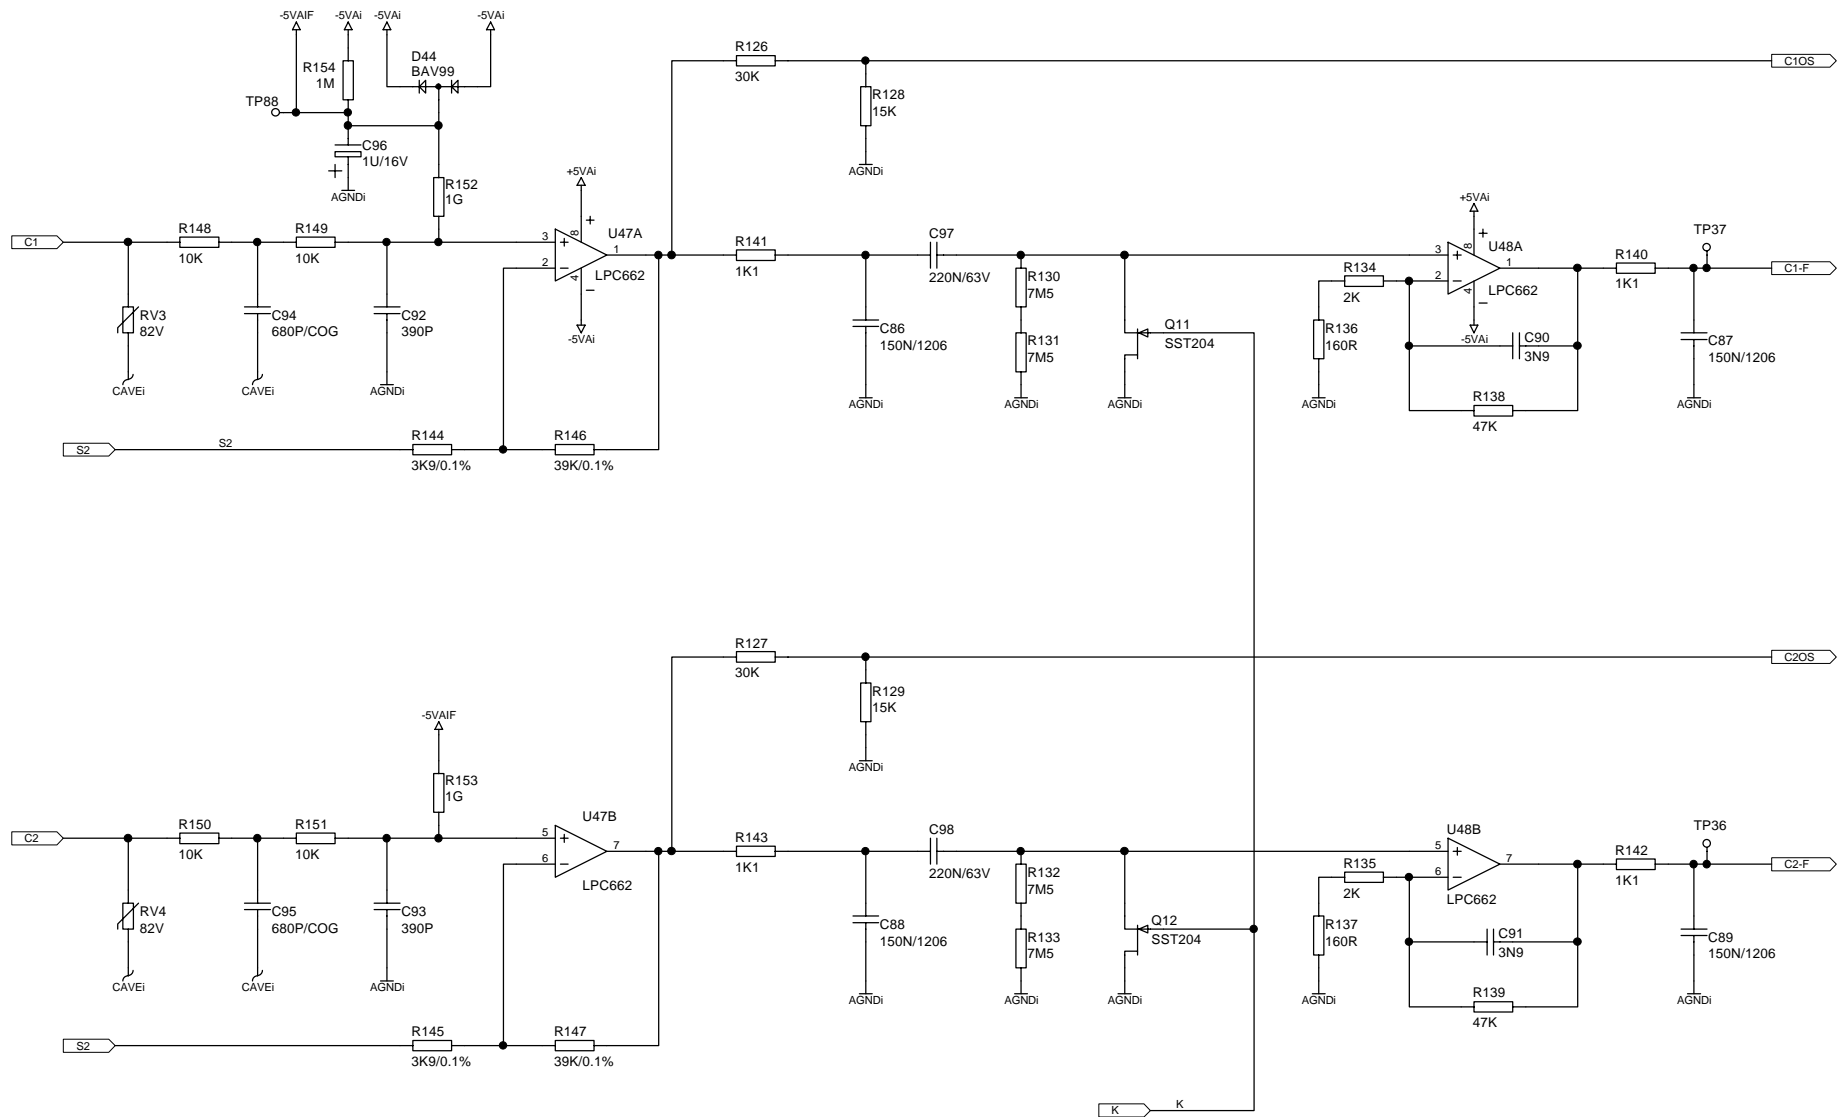 -5VAIF -5VAi -5VAi -5VAi
R154
1M
D44
BAV99
TP88
C96
1U/16V
+
AGNDi
R152
1G
R126
30K
R128
15K
AGNDi
C1OS
C1
R148
10K
R149
10K
RV3
82V
CAVEi
C94
680P/COG
CAVEi
C92
390P
AGNDi
+5VAi
+
8
3 +
2 −
1
4
−
U47A
LPC662
-5VAi
R141
1K1
C97
220N/63V
C86
150N/1206
AGNDi
R130
7M5
R131
7M5
AGNDi
Q11
SST204
AGNDi
+5VAi
+
8
3 +
2 −
1
4
−
U48A
LPC662
-5VAi
R134
2K
R136
160R
AGNDi
C90
3N9
R138
47K
R140
1K1
TP37
C1-F
C87
150N/1206
AGNDi
S2
S2
R144
3K9/0.1%
R146
39K/0.1%
R127
30K
R129
15K
AGNDi
C2OS
-5VAIF
R153
1G
C2
R150
10K
R151
10K
RV4
82V
CAVEi
C95
680P/COG
CAVEi
C93
390P
AGNDi
U47B
5 +
6 −
7
LPC662
R143
1K1
C98
220N/63V
C88
150N/1206
AGNDi
R132
7M5
R133
7M5
AGNDi
Q12
SST204
AGNDi
U48B
5 +
6 −
7
LPC662
R135
2K
R137
160R
AGNDi
C91
3N9
R139
47K
R142
1K1
TP36
C2-F
C89
150N/1206
AGNDi
S2
R145
3K9/0.1%
R147
39K/0.1%
K
K